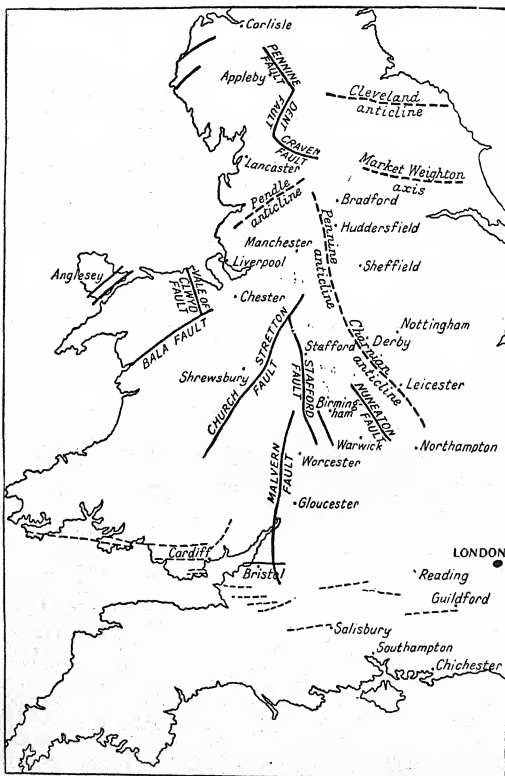 Carlisle
PENNINE
FAULT
Appleby
DENT
FAULT
Cleveland
anticline
CRAVEN
FAULT
Lancaster
Market Weighton
axis
Pendle
anticline
Bradford
Pennine
anticline
Huddersfield
Manchester
Liverpool
Sheffield
Anglesey
VALE OF
CLWYD
FAULT
Chester
BALA FAULT
Nottingham
Stafford
Derby
Charnian
anticline
CHURCH STRETTON
FAULT
Shrewsbury
STAFFORD
FAULT
Leicester
Birming-
ham
NUNEATON
FAULT
Warwick
Northampton
Worcester
MALVERN
FAULT
Gloucester
Cardiff
LONDON
Bristol
Reading
Guildford
Salisbury
Southampton
Chichester